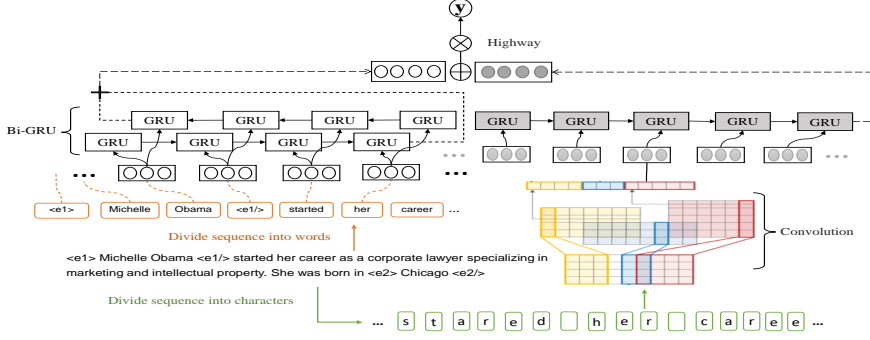 y
Highway
GRU GRU GRU GRU
Bi-GRU
GRU GRU GRU GRU
GRU GRU GRU GRU GRU
... ...
...
<e1> Michelle Obama <e1/> started her career ...
Divide sequence into words
Convolution
<e1> Michelle Obama <e1/> started her career as a corporate lawyer specializing in
marketing and intellectual property. She was born in <e2> Chicago <e2/>
Divide sequence into characters
... s t a r e d h e r c a r e e ...